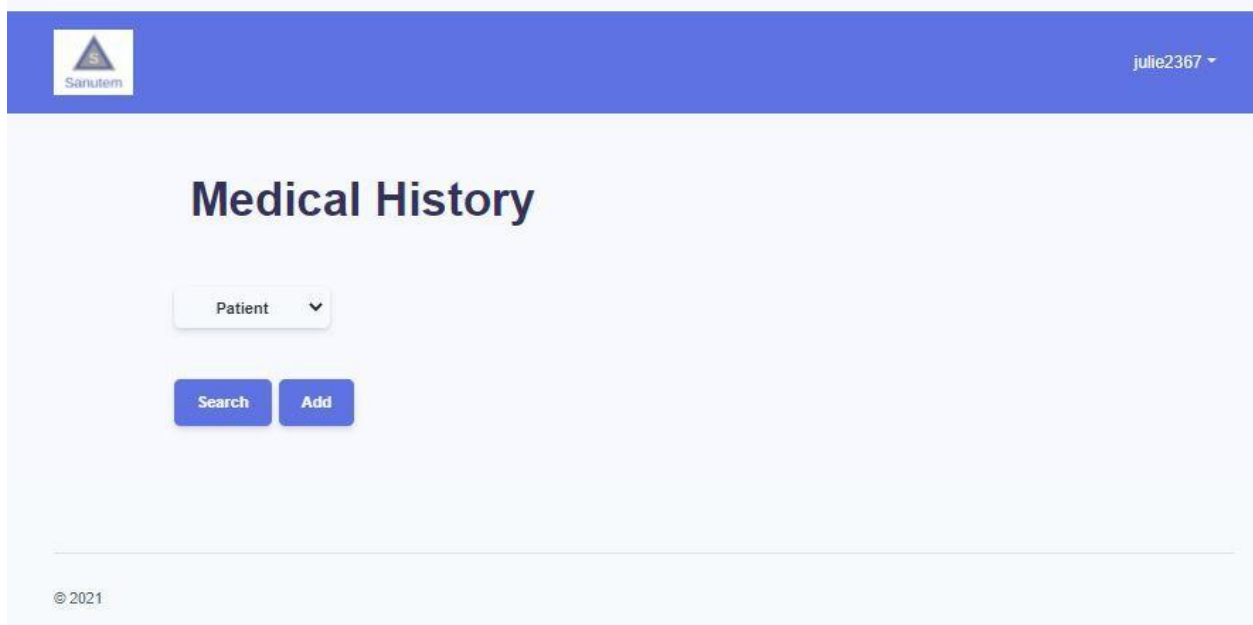 S
Sanutem
julie2367
Medical History
Patient
Search
Add
© 2021